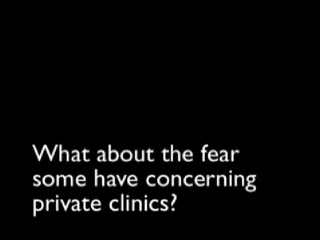 What about the fear
some have concerning
private clinics?